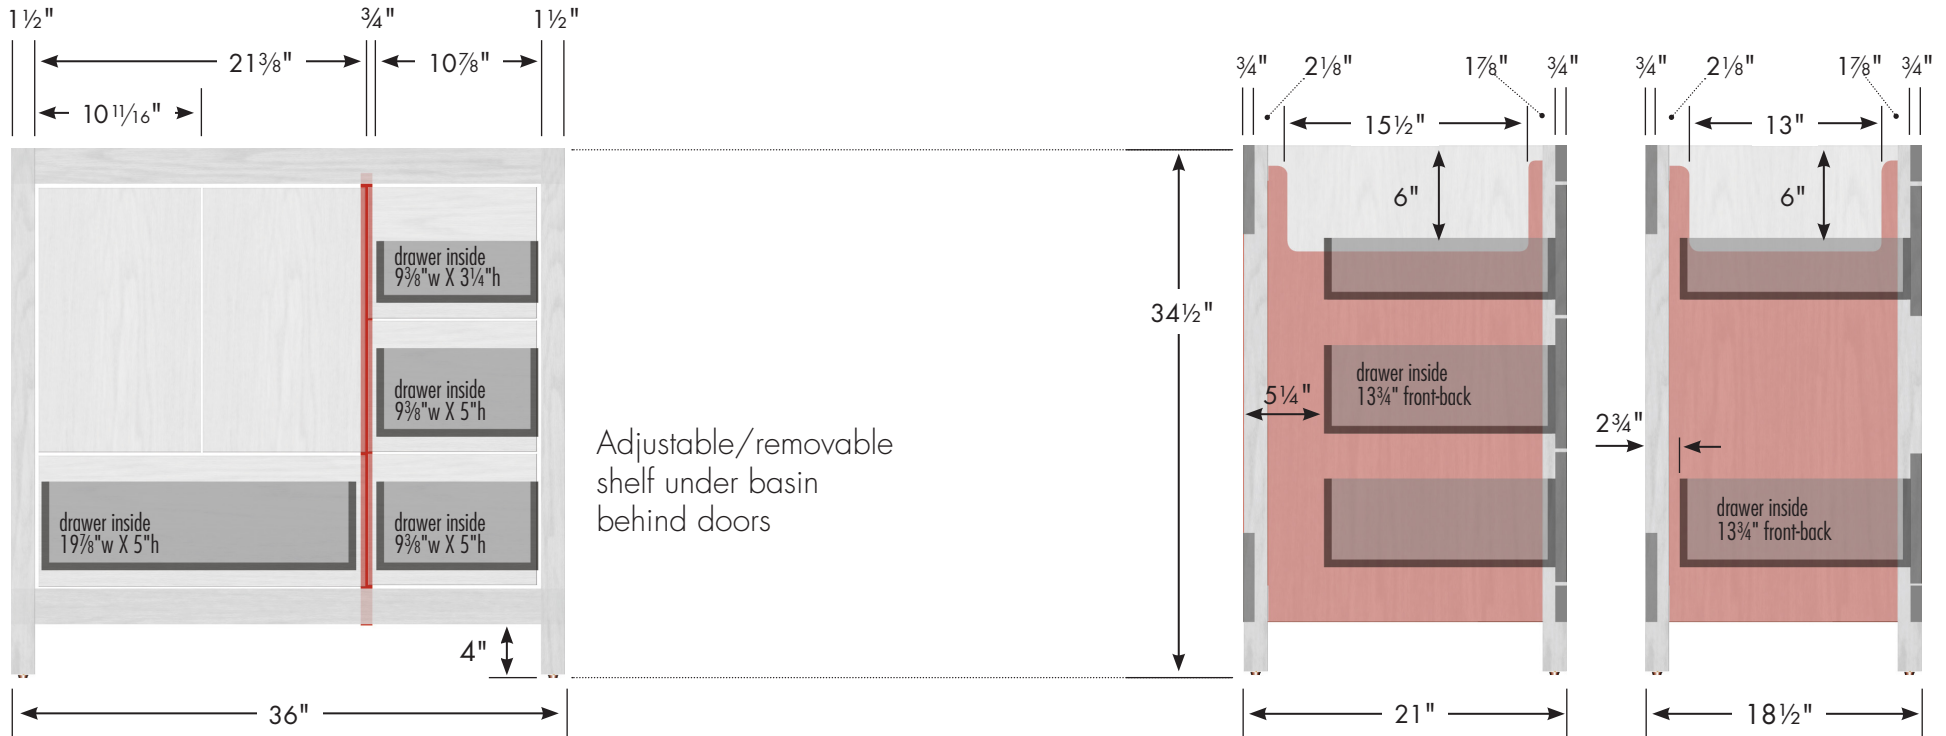 1½" ¾" 1½"
21⅜" 10⅞"
10 11/16"
drawer inside
9⅜"w X 3¼"h
drawer inside
9⅜"w X 5"h
drawer inside
19⅞"w X 5"h
drawer inside
9⅜"w X 5"h
4"
36"
Adjustable/removable
shelf under basin
behind doors
34½"
¾" 2⅛" 1⅞" ¾"
15½"
6"
drawer inside
13¾" front-back
5¼"
21"
¾" 2⅛" 1⅞" ¾"
13"
6"
2¾"
drawer inside
13¾" front-back
18½"